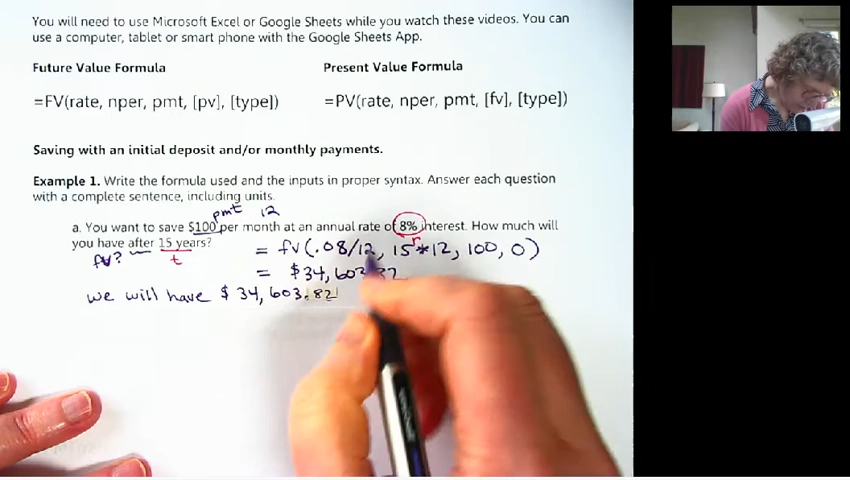 You will need to use Microsoft Excel or Google Sheets while you watch these videos. You can
use a computer, tablet or smart phone with the Google Sheets App.
Future Value Formula
Present Value Formula
=FV(rate, nper, pmt, [pv], [type])
=PV(rate, nper, pmt, [fv], [type])
Saving with an initial deposit and/or monthly payments.
Example 1. Write the formula used and the inputs in proper syntax. Answer each question
with a complete sentence, including units.
pmt 12
a. You want to save $100 per month at an annual rate of 8% interest. How much will
you have after 15 years?
r
fv? t
= fv(.08/12, 15*12, 100, 0)
= $34,603.82
we will have $34,603.82